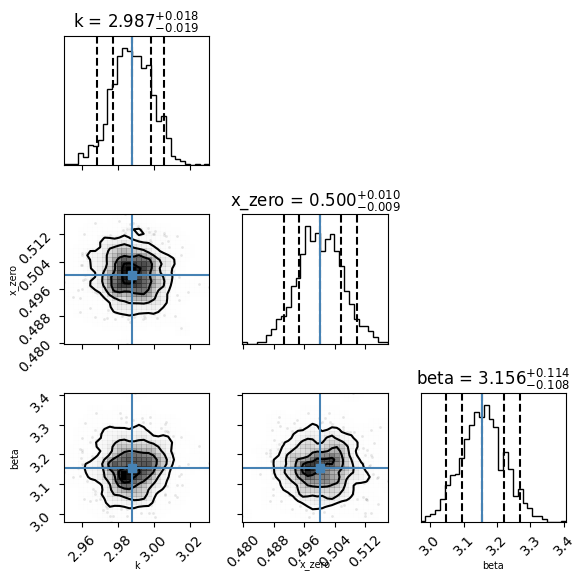 k = 2.987+0.018 −0.019
x_zero
0.512
0.504
0.496
0.488
0.480
x_zero = 0.500+0.010 −0.009
beta
3.4
3.3
3.2
3.1
3.0
beta = 3.156+0.114 −0.108
2.96 2.98 3.00 3.02
k
0.480 0.488 0.496 0.504 0.512
x_zero
3.0 3.1 3.2 3.3 3.4
beta